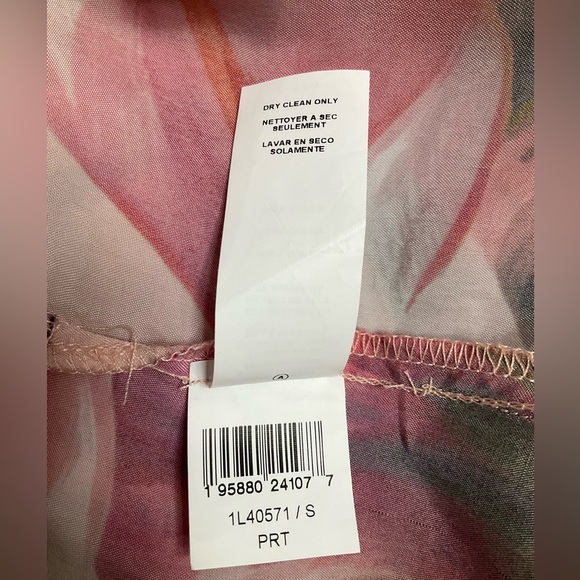 DRY CLEAN ONLY
NETTOYER A SEC
SEULEMENT
LAVAR EN SECO
SOLAMENTE
1 95880 24107 7
1L40571 / S
PRT